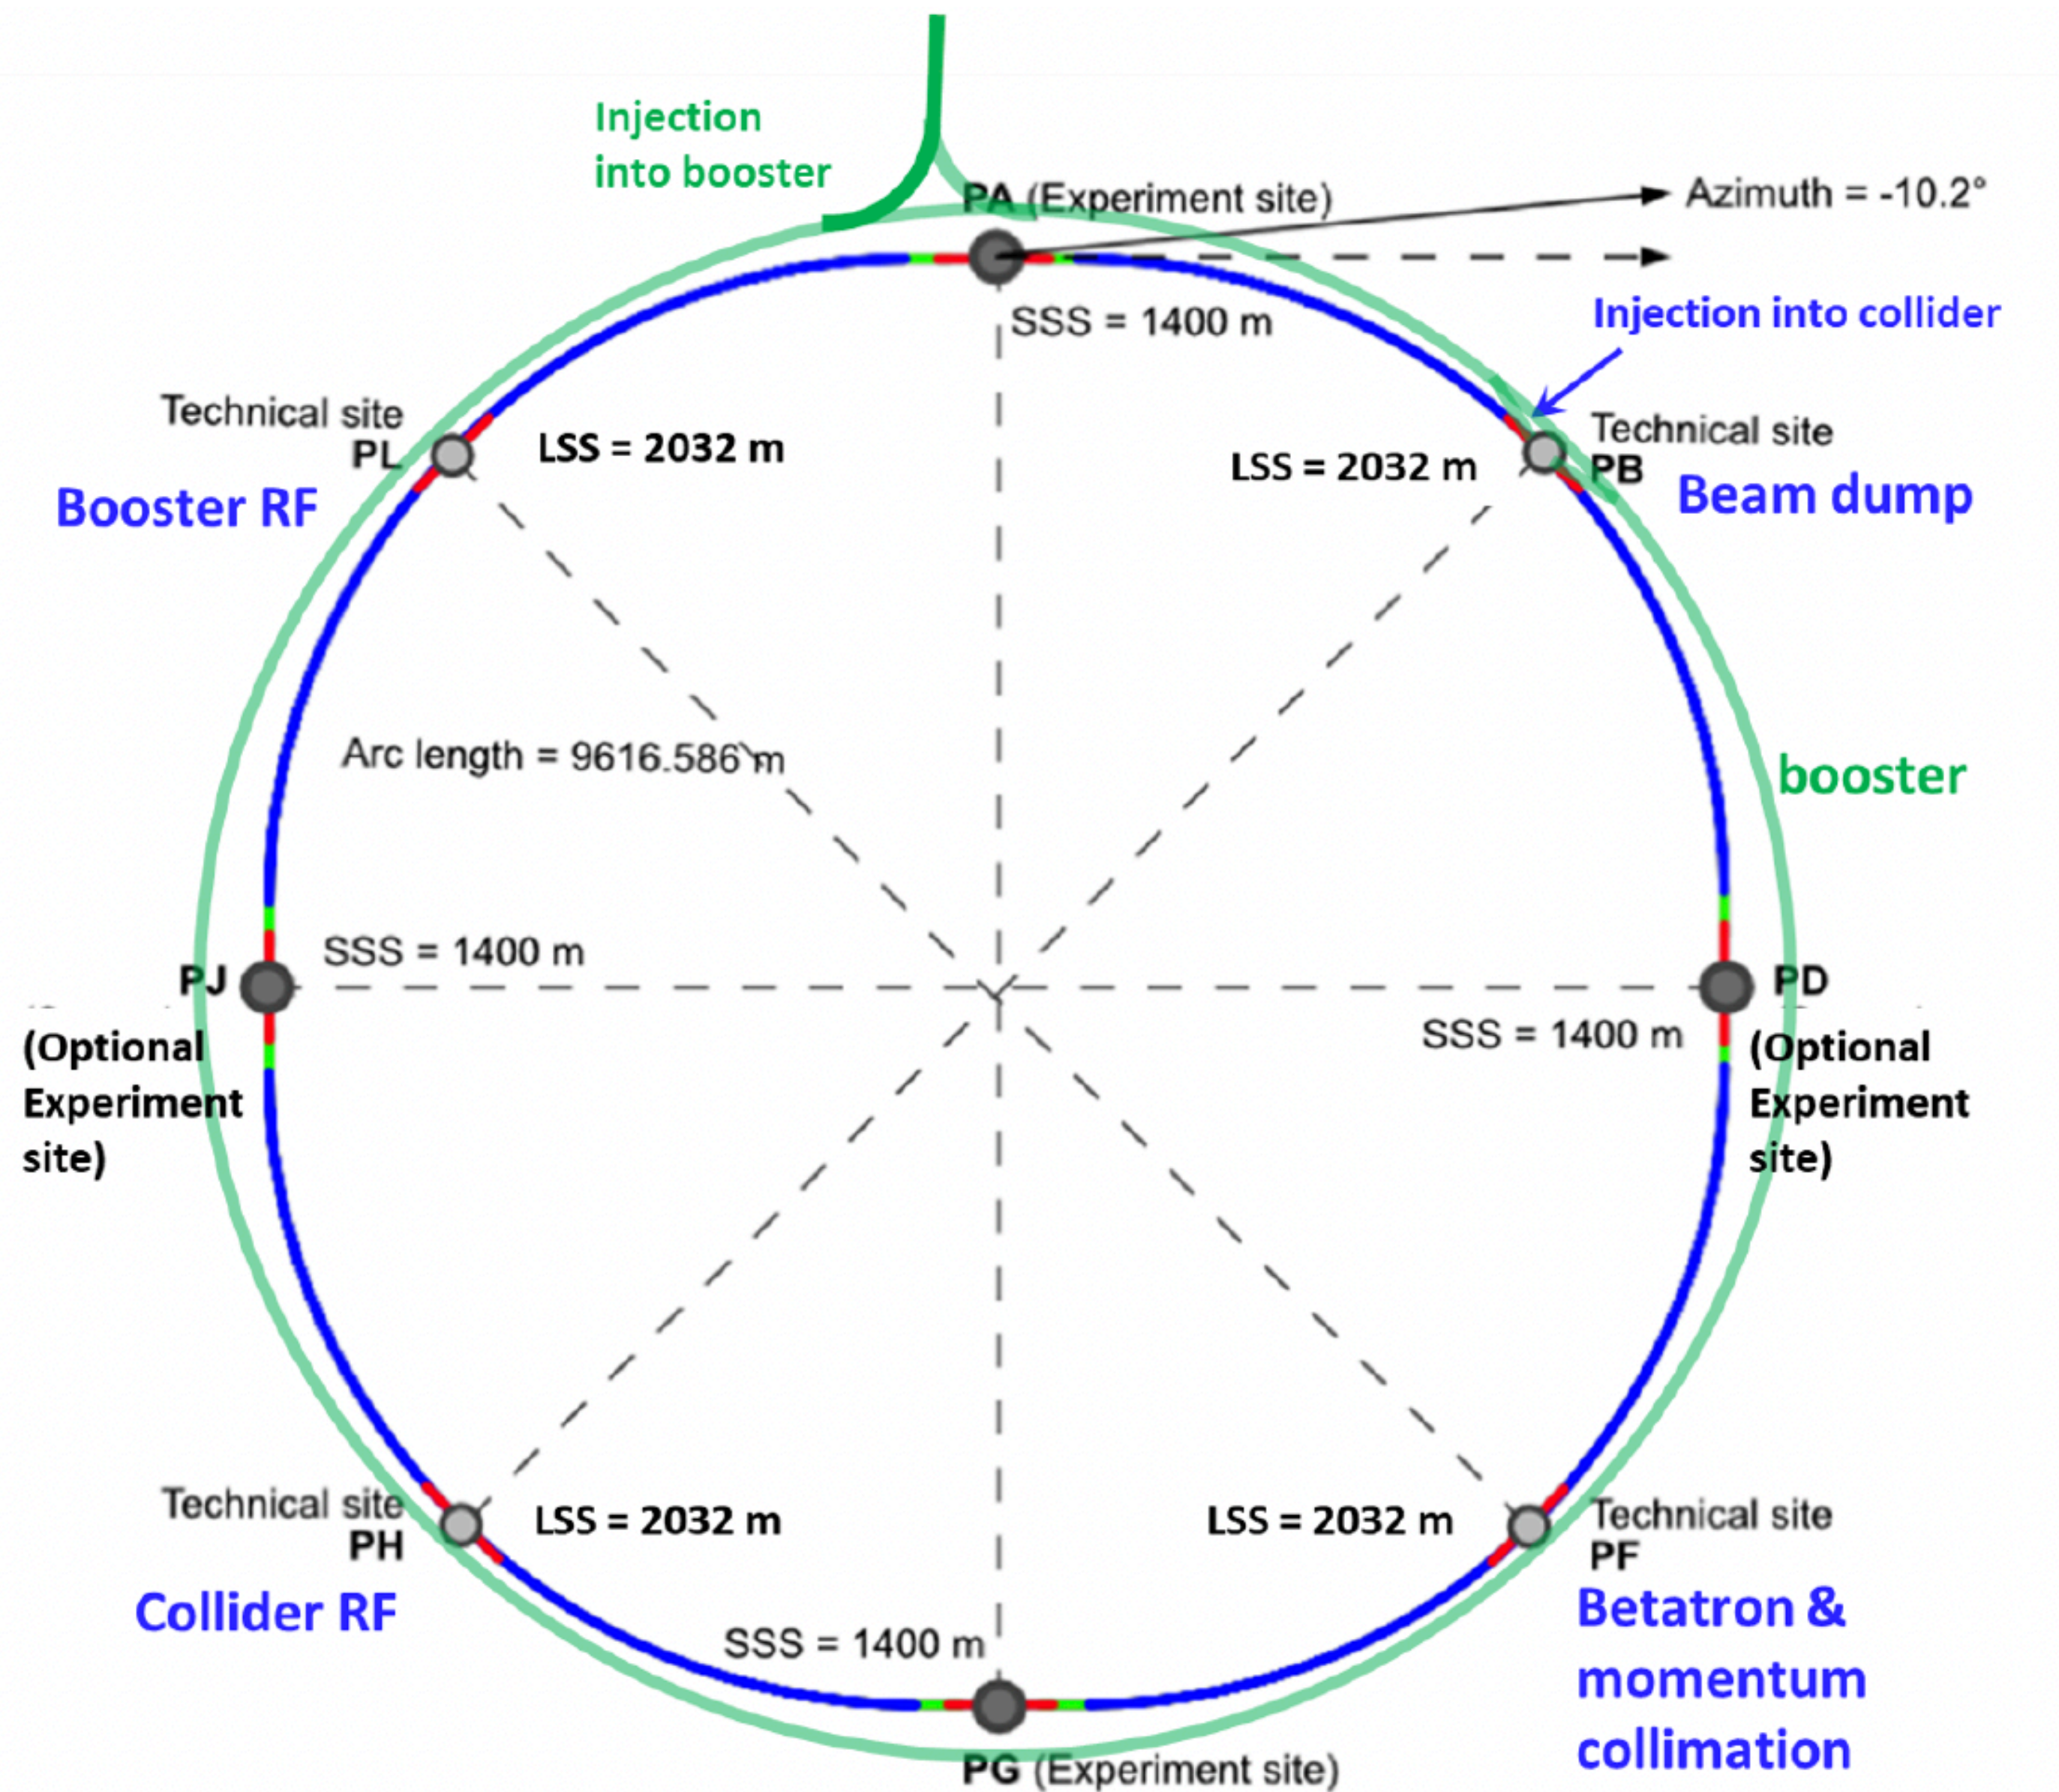 Injection
into booster
PA (Experiment site)
Azimuth = -10.2°
SSS = 1400 m
Injection into collider
Technical site
PL
Booster RF
LSS = 2032 m
LSS = 2032 m
Technical site
PB
Beam dump
Arc length = 9616.586 m
booster
SSS = 1400 m
PJ
(Optional
Experiment
site)
PD
SSS = 1400 m
(Optional
Experiment
site)
Technical site
PH
Collider RF
LSS = 2032 m
LSS = 2032 m
Technical site
PF
Betatron &
momentum
collimation
SSS = 1400 m
PG (Experiment site)